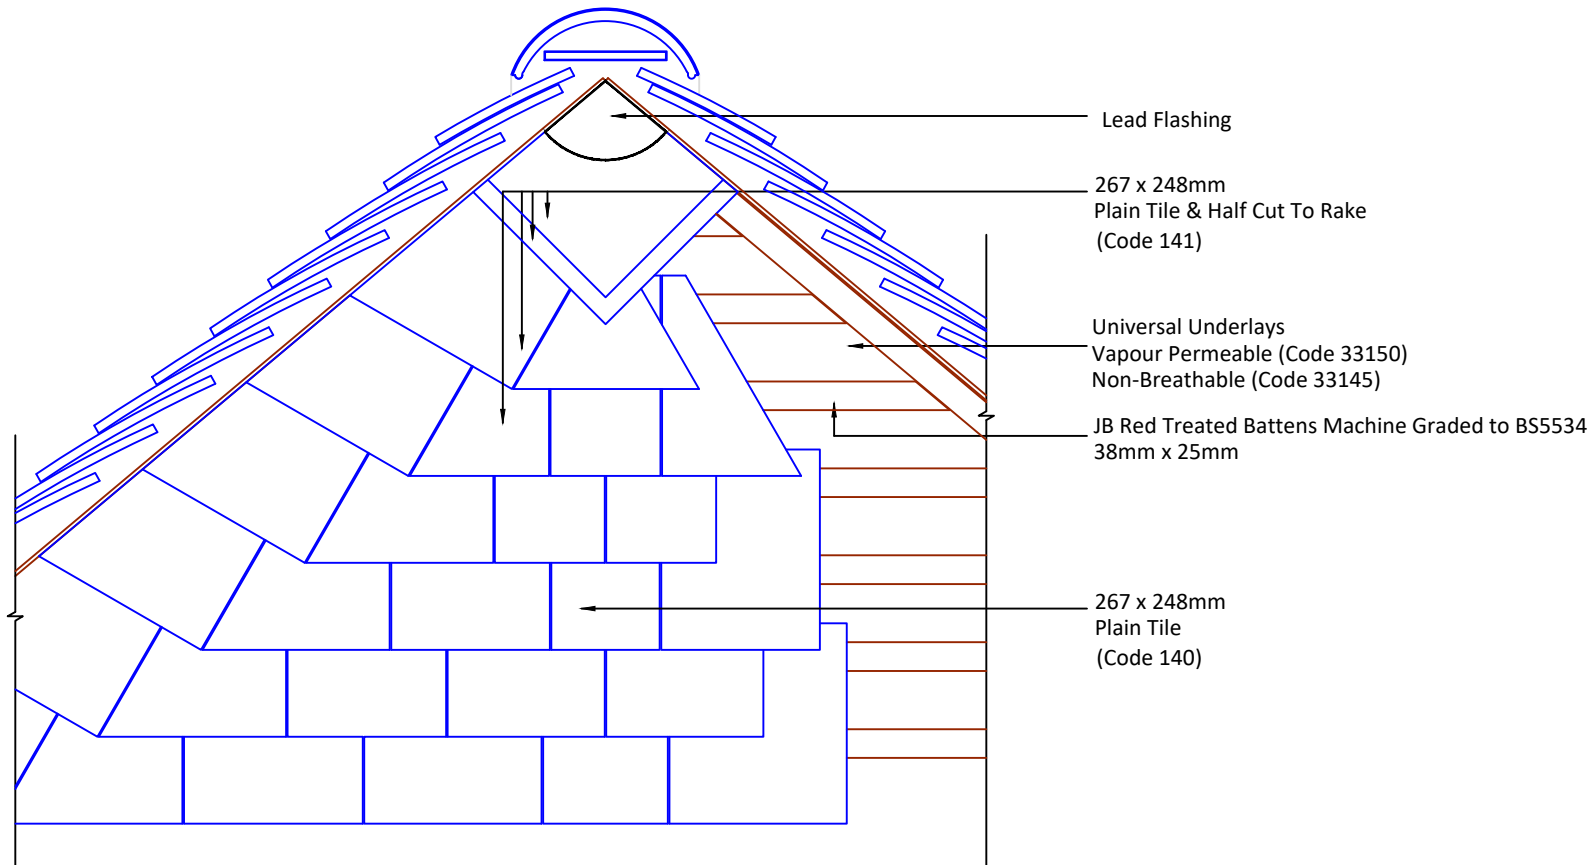 Lead Flashing
267 x 248mm
Plain Tile & Half Cut To Rake
(Code 141)
Universal Underlays
Vapour Permeable (Code 33150)
Non-Breathable (Code 33145)
JB Red Treated Battens Machine Graded to BS5534
38mm x 25mm
267 x 248mm
Plain Tile
(Code 140)